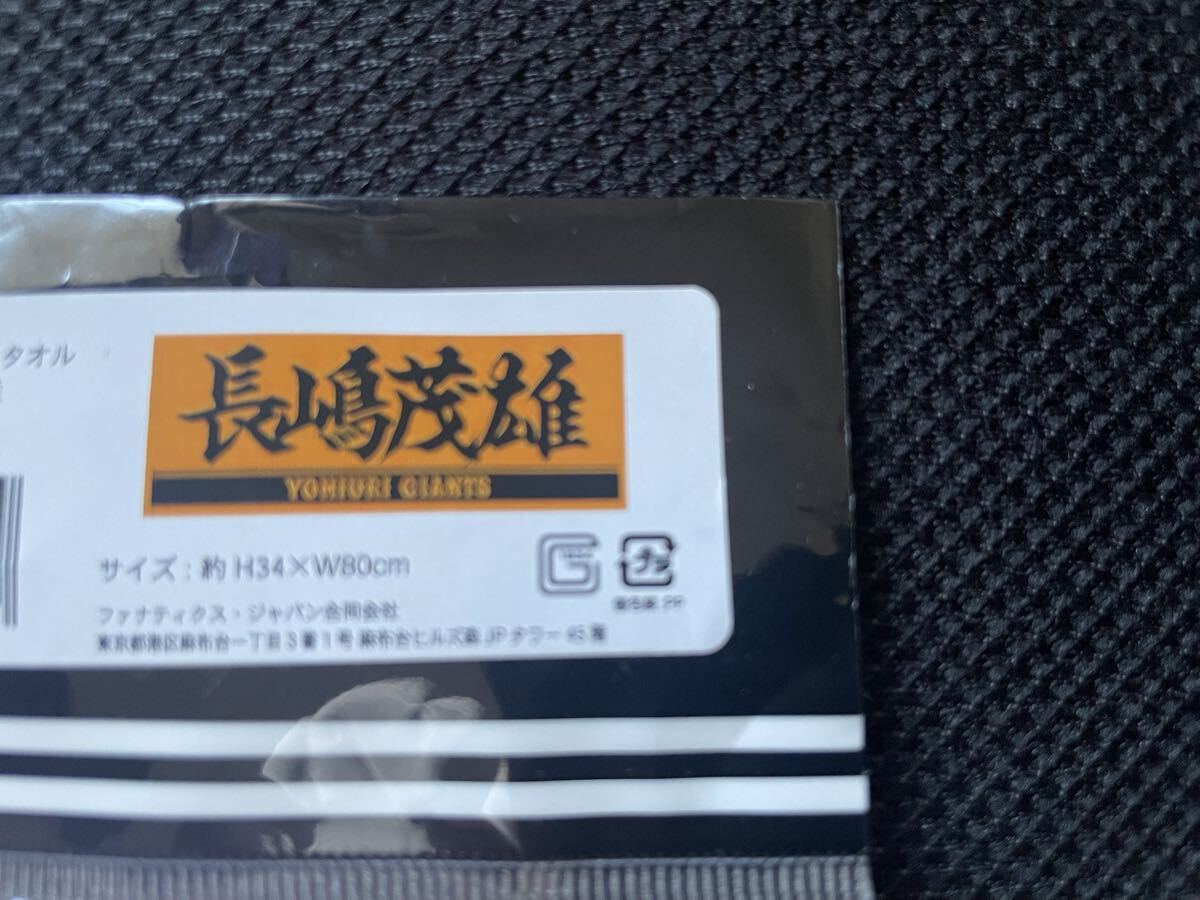 タオル
長嶋茂雄
YOMIURI GIANTS
サイズ : 約 H34×W80cm
プラ
PP
ファナティクス・ジャパン合同会社
東京都港区麻布台一丁目3番1号 麻布台ヒルズ森JPタワー 45階